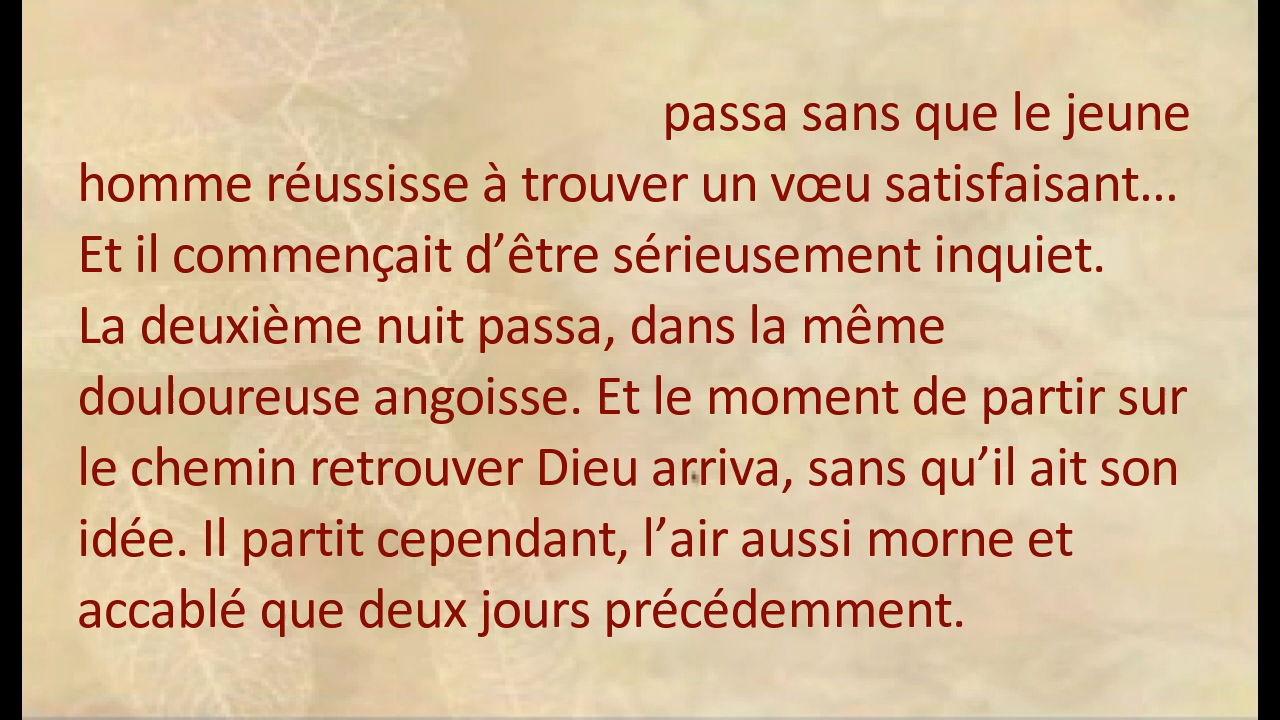 passa sans que le jeune
homme réussisse à trouver un vœu satisfaisant...
Et il commençait d’être sérieusement inquiet.
La deuxième nuit passa, dans la même
douloureuse angoisse. Et le moment de partir sur
le chemin retrouver Dieu arriva, sans qu’il ait son
idée. Il partit cependant, l’air aussi morne et
accablé que deux jours précédemment.